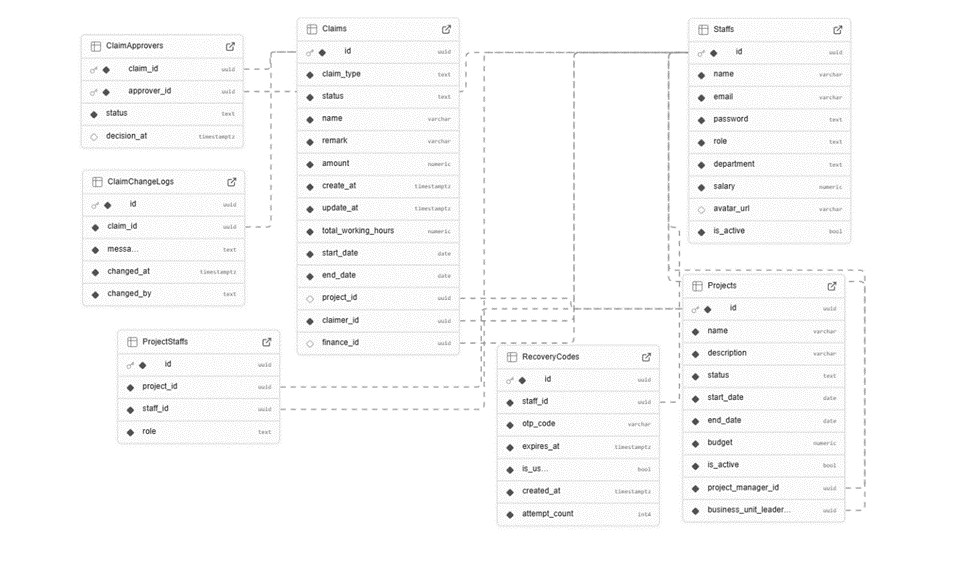 ClaimApprovers
claim_id uuid
approver_id uuid
status text
decision_at timestamptz
ClaimChangeLogs
id uuid
claim_id uuid
messa... text
changed_at timestamptz
changed_by text
ProjectStaffs
id uuid
project_id uuid
staff_id uuid
role text
Claims
id uuid
claim_type text
status text
name varchar
remark varchar
amount numeric
create_at timestamptz
update_at timestamptz
total_working_hours numeric
start_date date
end_date date
project_id uuid
claimer_id uuid
finance_id uuid
RecoveryCodes
id uuid
staff_id uuid
otp_code varchar
expires_at timestamptz
is_us... bool
created_at timestamptz
attempt_count int4
Staffs
id uuid
name varchar
email varchar
password text
role text
department text
salary numeric
avatar_url varchar
is_active bool
Projects
id uuid
name varchar
description varchar
status text
start_date date
end_date date
budget numeric
is_active bool
project_manager_id uuid
business_unit_leader... uuid